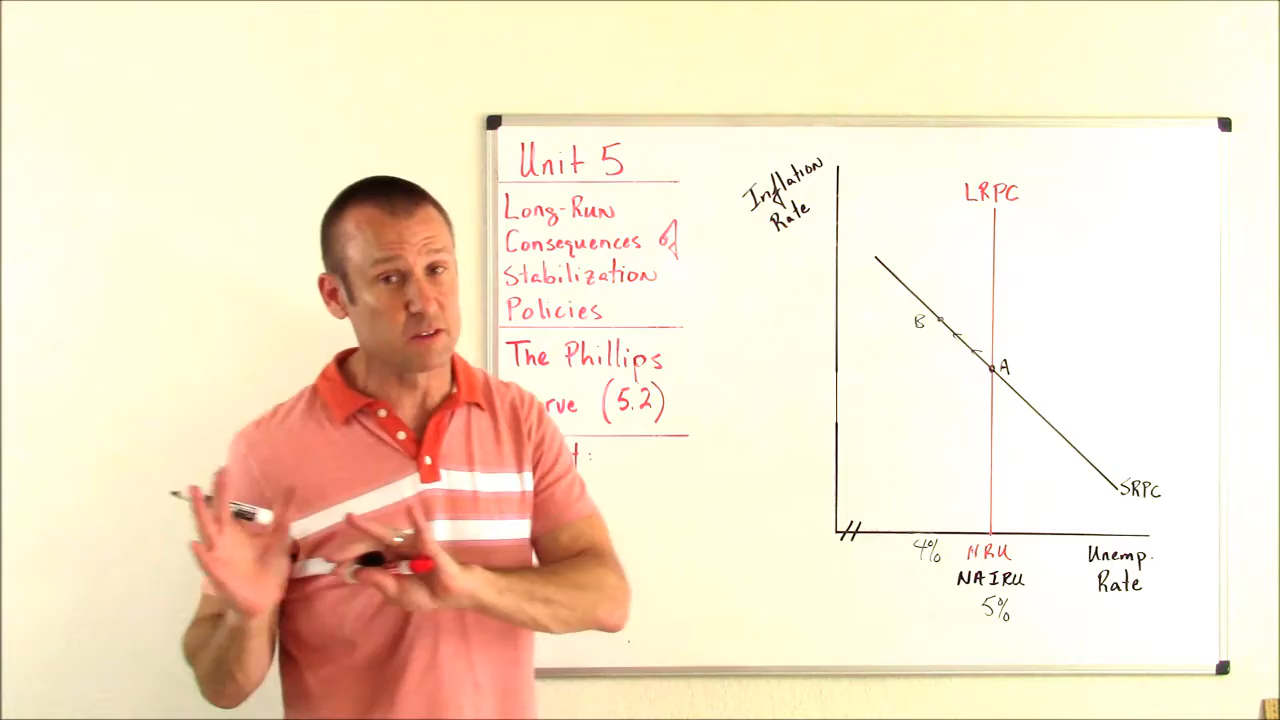 Unit 5
Long-Run
Consequences of
Stabilization
Policies
The Phillips
(5.2)
Inflation
Rate
LRPC
B
A
SRPC
4%
NRU
NAIRU
5%
Unemp.
Rate